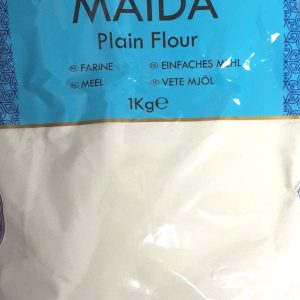 MAIDA
Plain Flour
FARINE EINFACHES MEHL
MEEL VETE MJÖL
1Kg℮